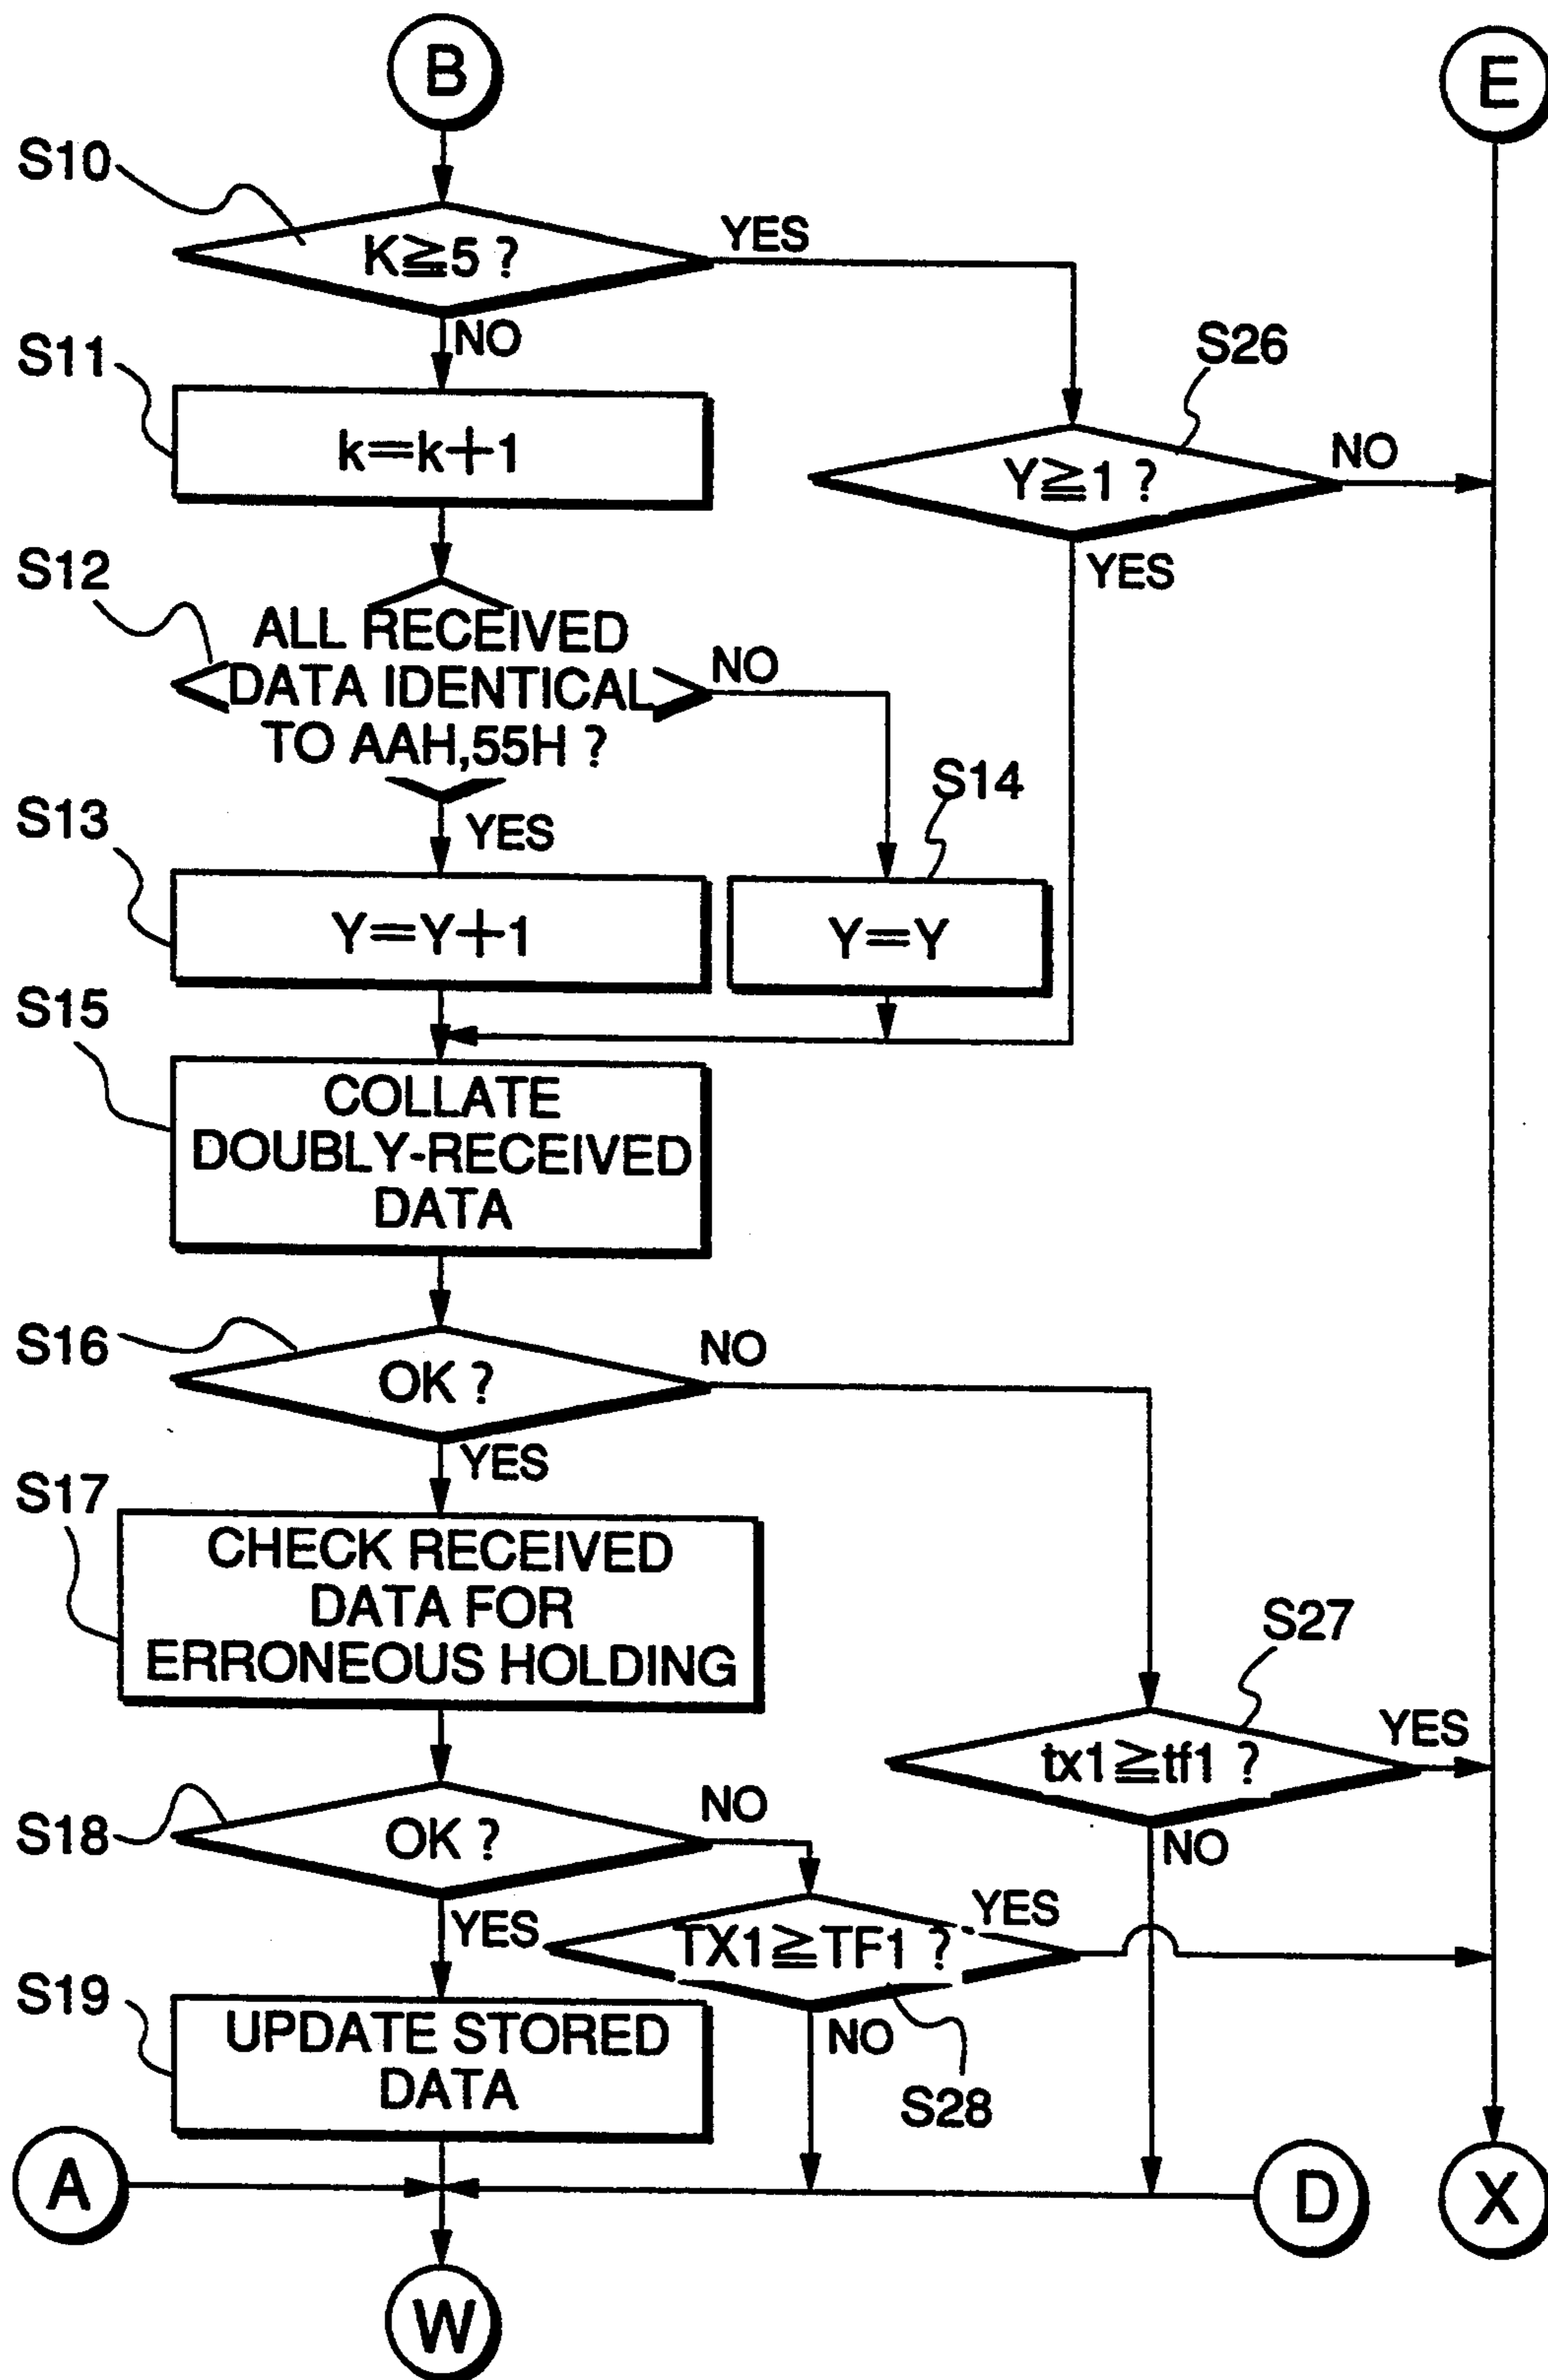 B
E
S10
K≧5 ?
YES
NO
S11
k=k+1
S26
Y≧1 ?
NO
YES
S12
ALL RECEIVED
DATA IDENTICAL
TO AAH,55H ?
NO
YES
S13
Y=Y+1
S14
Y=Y
S15
COLLATE
DOUBLY-RECEIVED
DATA
S16
OK ?
NO
YES
S17
CHECK RECEIVED
DATA FOR
ERRONEOUS HOLDING
S27
tx1≧tf1 ?
YES
NO
S18
OK ?
NO
YES
TX1≧TF1 ?
YES
NO
S28
S19
UPDATE STORED
DATA
A
D
X
W